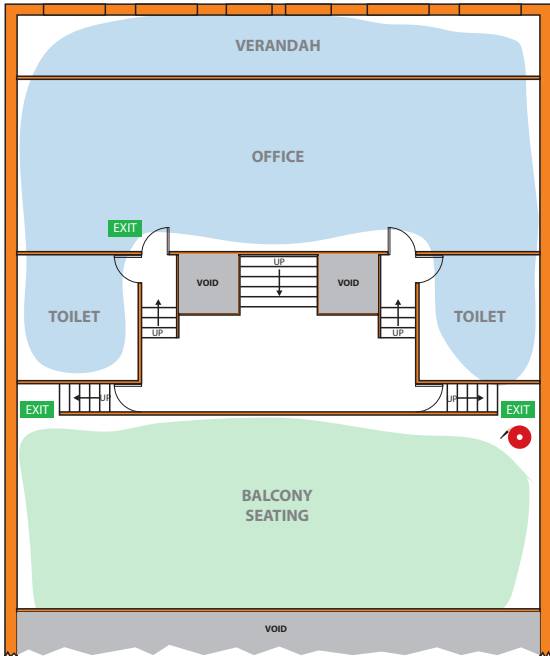 VERANDAH
OFFICE
EXIT
UP
VOID
VOID
TOILET
TOILET
UP
UP
UP
UP
EXIT
EXIT
BALCONY
SEATING
VOID